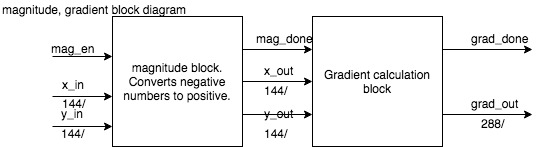 magnitude, gradient block diagram
mag_en
x_in
144/
y_in
144/
magnitude block.
Converts negative
numbers to positive.
mag_done
x_out
144/
y_out
144/
Gradient calculation
block
grad_done
grad_out
288/